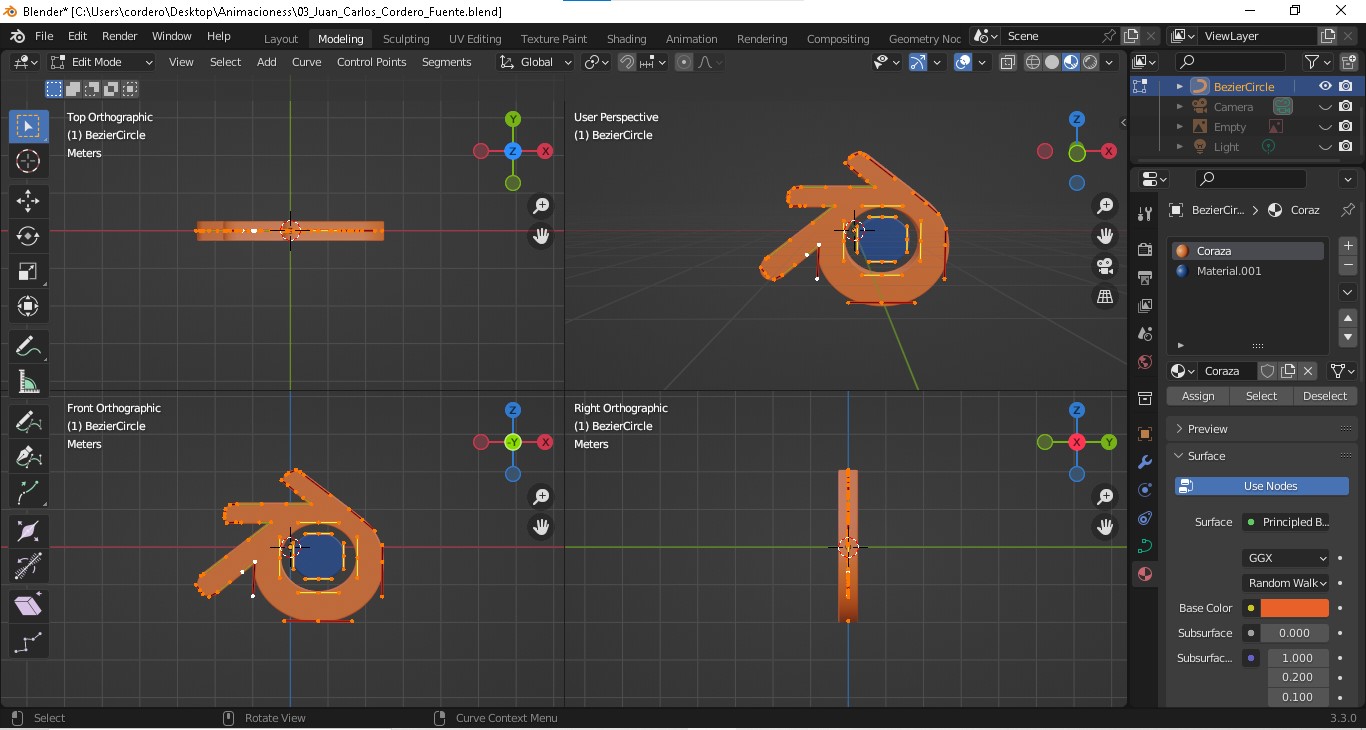 Blender* [C:\Users\cordero\Desktop\Animacioness\03_Juan_Carlos_Cordero_Fuente.blend]
File Edit Render Window Help Layout Modeling Sculpting UV Editing Texture Paint Shading Animation Rendering Compositing Geometry Noc Scene ViewLayer
Edit Mode View Select Add Curve Control Points Segments Global
BezierCircle
Camera
Empty
Light
Top Orthographic
(1) BezierCircle
Meters
Y
Z
X
User Perspective
(1) BezierCircle
Z
X
BezierCir... Coraz
Coraza
Material.001
Coraza
Assign Select Deselect
Preview
Surface
Use Nodes
Surface Principled B...
GGX
Random Walk
Base Color
Subsurface 0.000
Subsurfac... 1.000
0.200
0.100
Front Orthographic
(1) BezierCircle
Meters
Z
-Y
X
Right Orthographic
(1) BezierCircle
Meters
Z
X
Y
Select Rotate View Curve Context Menu 3.3.0